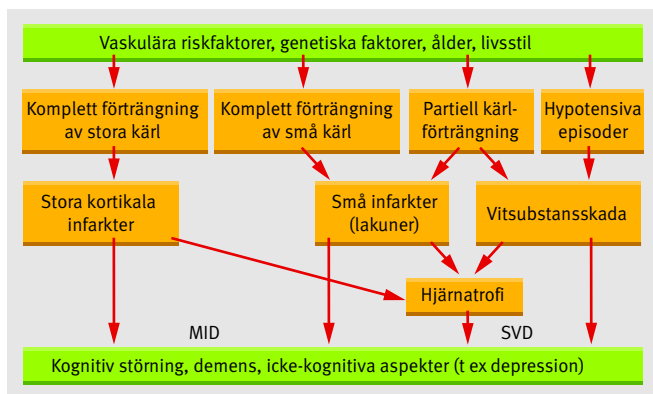 Vaskulära riskfaktorer, genetiska faktorer, ålder, livsstil
Komplett förträngning
av stora kärl
Komplett förträngning
av små kärl
Partiell kärl-
förträngning
Hypotensiva
episoder
Stora kortikala
infarkter
Små infarkter
(lakuner)
Vitsubstansskada
Hjärnatrofi
MID
SVD
Kognitiv störning, demens, icke-kognitiva aspekter (t ex depression)